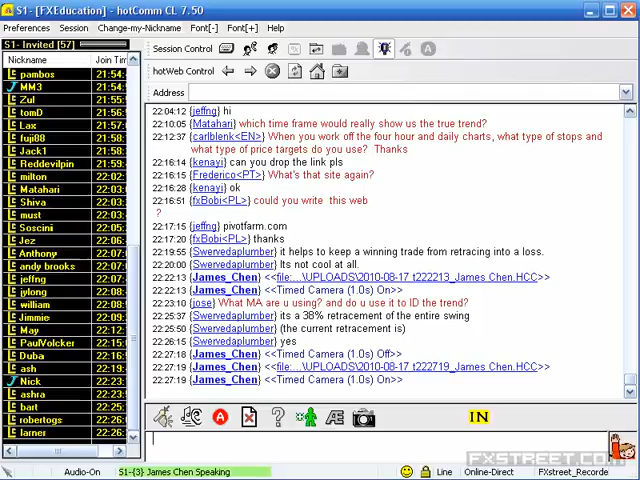 S1- [FXEducation] - hotComm CL 7.50
Preferences Session Change-my-Nickname Font[-] Font[+] Help
S1- Invited [57]
Session Control
Nickname Join Tim
hotWeb Control
Address
pambos 21:54:
MM3 21:54:
Zul 21:55:
tomD 21:56:
Lax 21:56:
fuji88 21:58:
Jack1 21:58:
Reddevilpin 21:58:
milton 22:02:
Matahari 22:03:
Shiva 22:03:
must 22:03:
Soscini 22:05:
Jez 22:06:
Anthony 22:07:
andy brooks 22:07:
jeffng 22:07:
jylong 22:08:
william 22:08:
Jimmie 22:09:
May 22:19:
PaulVolcker 22:15:
Duba 22:16:
ash 22:19:
Nick 22:23:
ashra 22:22:
bart 22:25:
robertogs 22:26:
larner 22:26:
22:04:12 {jeffng} hi
22:10:05 {Matahari} which time frame would really show us the true trend?
22:12:37 {carlblenk<EN>} When you work off the four hour and daily charts, what type of stops and
what type of price targets do you use? Thanks
22:16:14 {kenayi} can you drop the link pls
22:16:15 {Frederico<PT>} What's that site again?
22:16:28 {kenayi} ok
22:16:51 {fxBobi<PL>} could you write this web
?
22:17:15 {jeffng} pivotfarm.com
22:17:20 {fxBobi<PL>} thanks
22:19:55 {Swervedaplumber} it helps to keep a winning trade from retracing into a loss.
22:20:00 {Swervedaplumber} Its not cool at all.
22:22:13 {James_Chen} <<file:...\UPLOADS\2010-08-17 t222213_James Chen.HCC>>
22:22:13 {James_Chen} <<Timed Camera (1.0s) On>>
22:23:10 {jose} What MA are u using? and do u use it to ID the trend?
22:25:37 {Swervedaplumber} its a 38% retracement of the entire swing
22:25:50 {Swervedaplumber} (the current retracement is)
22:26:15 {Swervedaplumber} yes
22:27:18 {James_Chen} <<Timed Camera (1.0s) Off>>
22:27:19 {James_Chen} <<file:...\UPLOADS\2010-08-17 t222719_James Chen.HCC>>
22:27:19 {James_Chen} <<Timed Camera (1.0s) On>>
IN
FXSTREET.COM
Audio-On S1-{3} James Chen Speaking Line Online-Direct FXstreet_Recorde